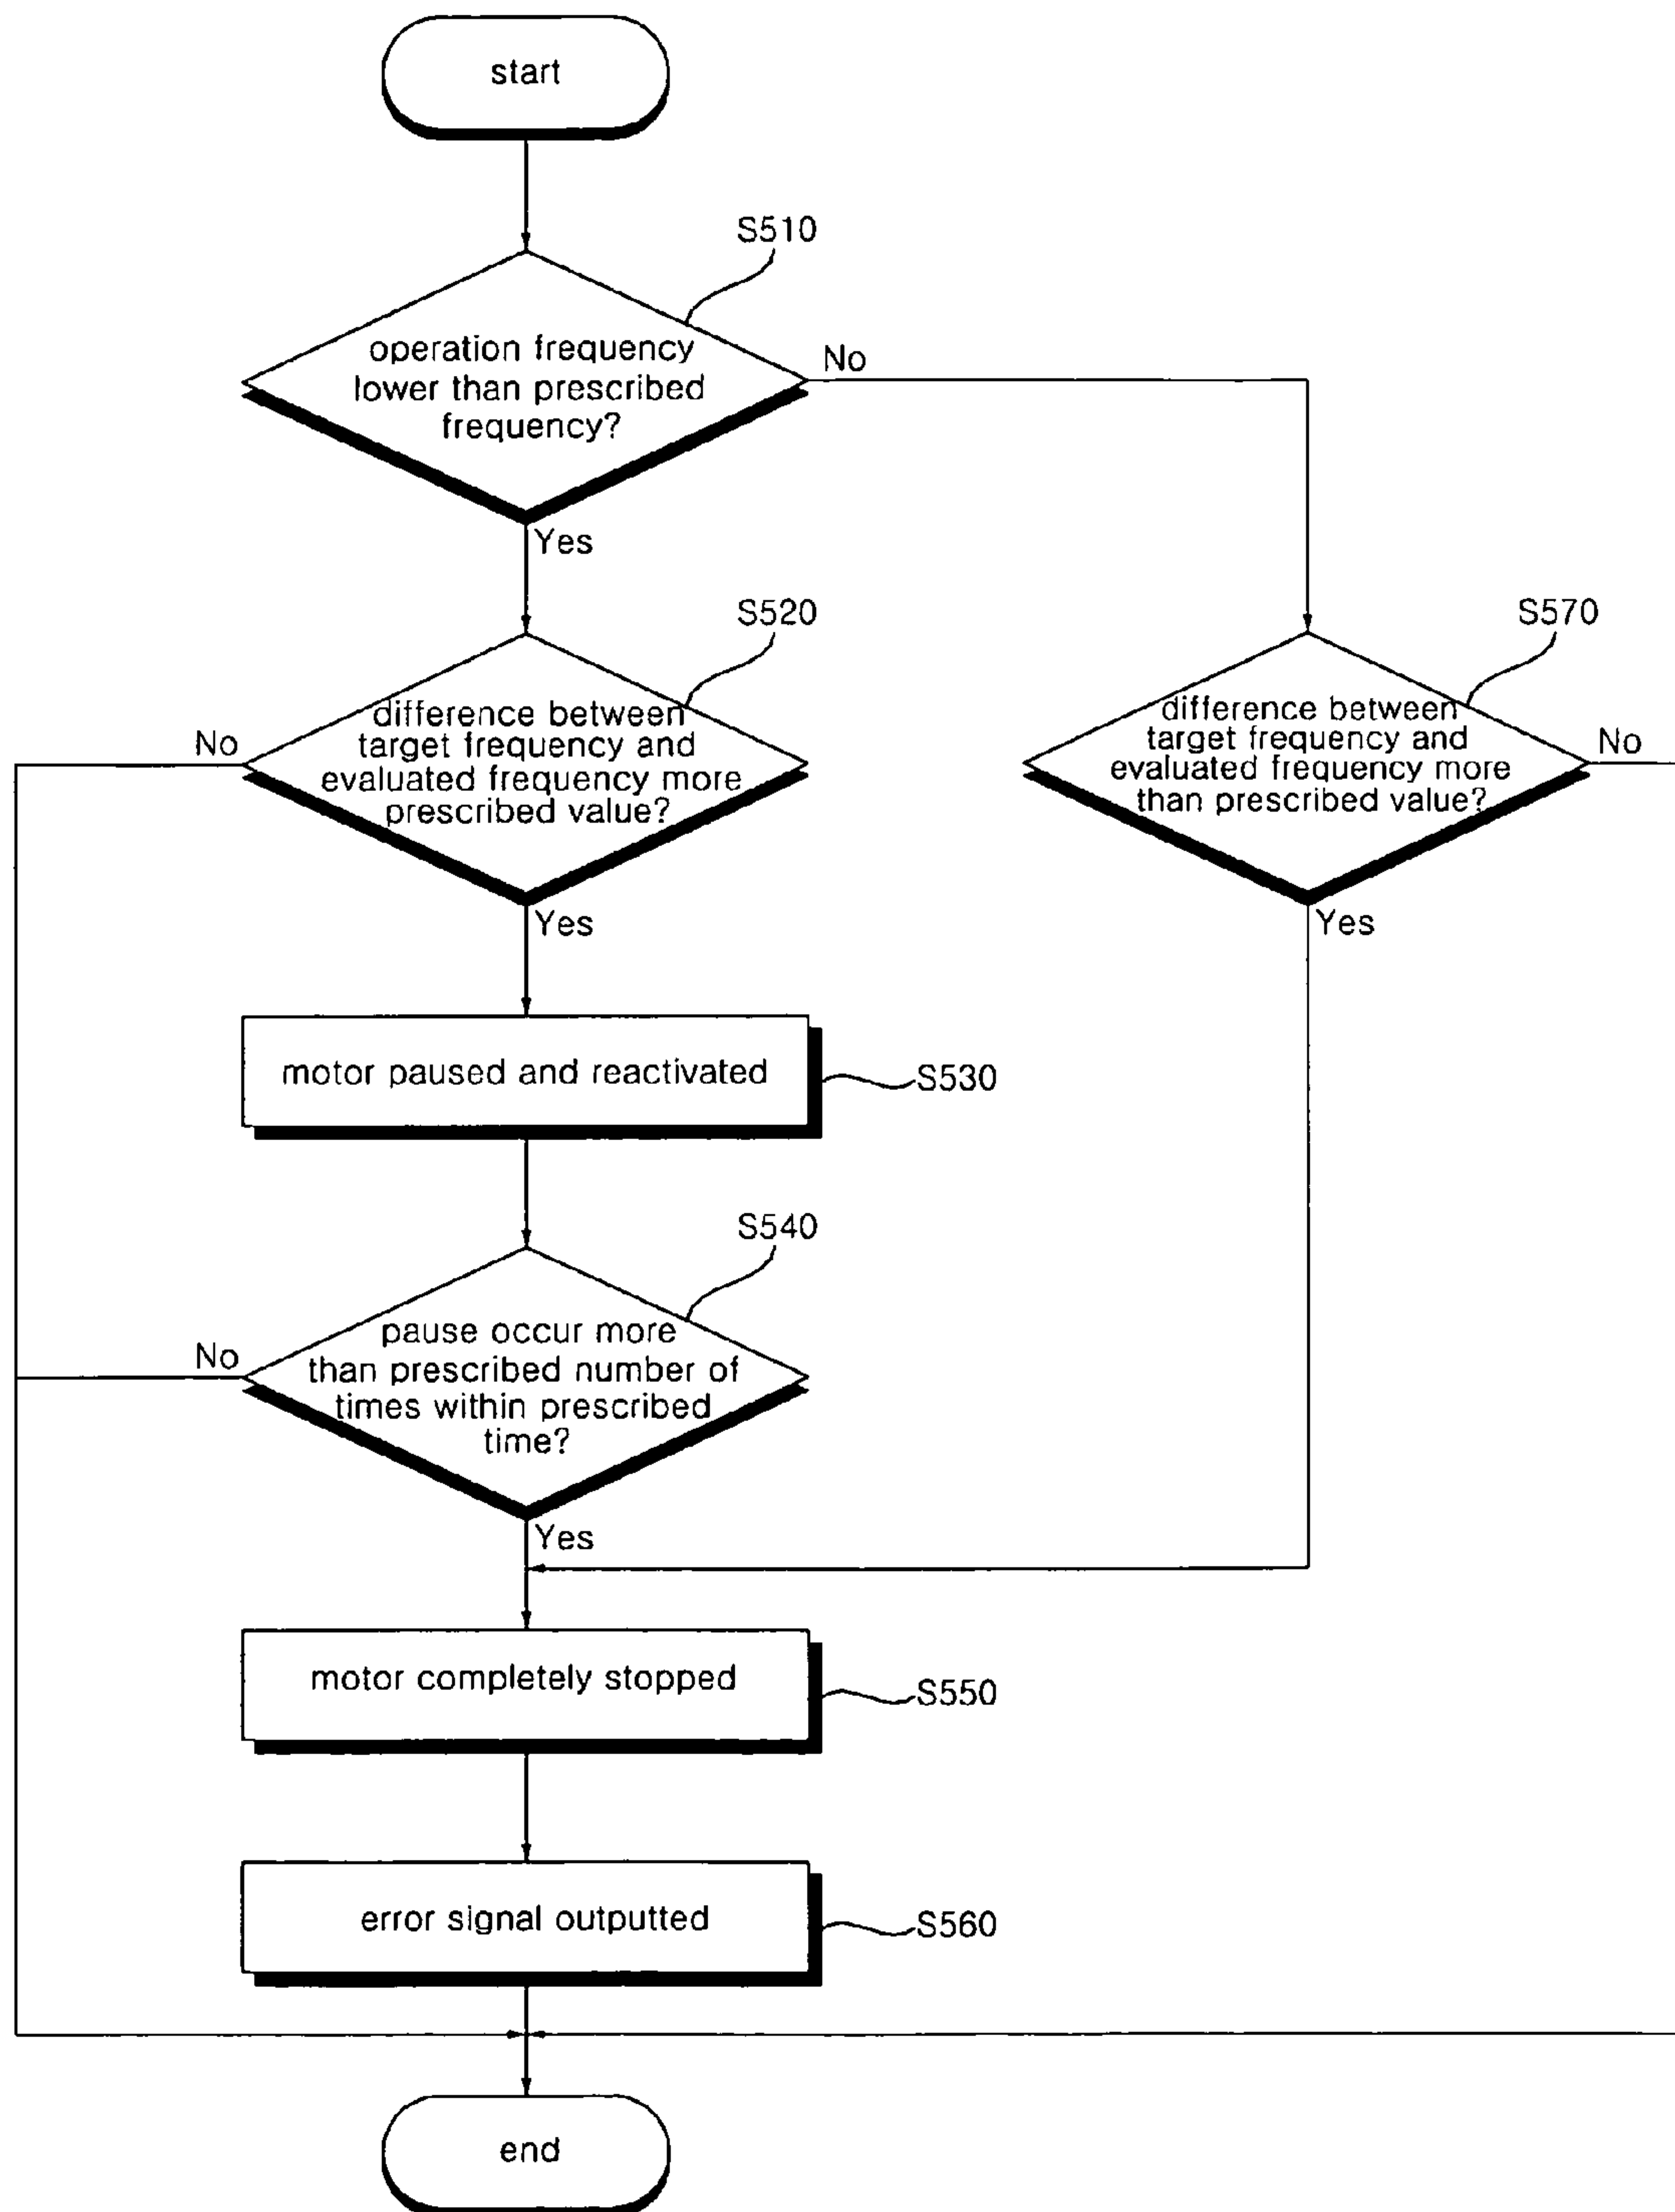 start
S510
operation frequency
lower than prescribed
frequency?
No
Yes
S520
difference between
target frequency and
evaluated frequency more
prescribed value?
No
Yes
S570
difference between
target frequency and
evaluated frequency more
than prescribed value?
No
Yes
motor paused and reactivated
S530
S540
pause occur more
than prescribed number of
times within prescribed
time?
No
Yes
motor completely stopped
S550
error signal outputted
S560
end